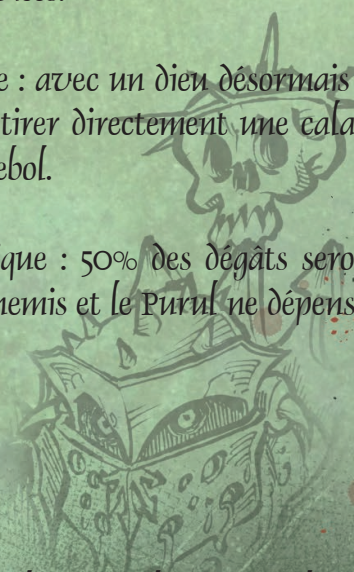 e : avec un dieu désormais
tirer directement une cala
ebol.
que : 50% des dégâts sero
nemis et le Purul ne dépens